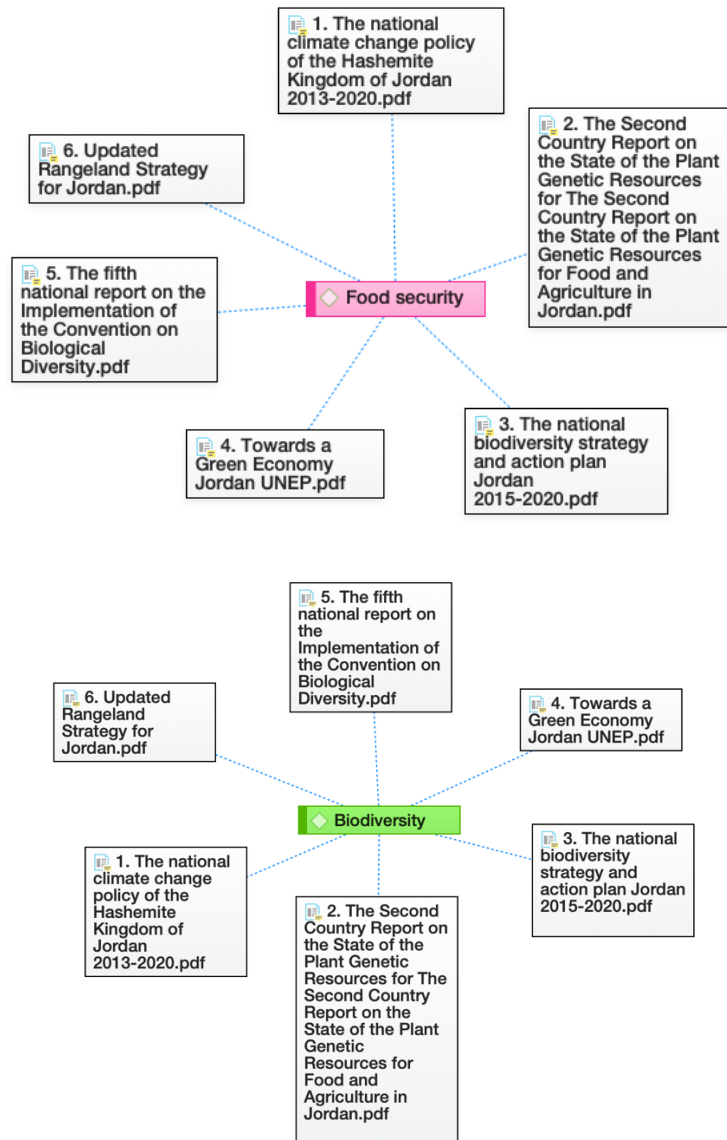 1. The national
climate change policy
of the Hashemite
Kingdom of Jordan
2013-2020.pdf
2. The Second
Country Report on
the State of the Plant
Genetic Resources
for The Second
Country Report on
the State of the Plant
Genetic Resources
for Food and
Agriculture in
Jordan.pdf
6. Updated
Rangeland Strategy
for Jordan.pdf
5. The fifth
national report on the
Implementation of
the Convention on
Biological
Diversity.pdf
Food security
4. Towards a
Green Economy
Jordan UNEP.pdf
3. The national
biodiversity strategy
and action plan
Jordan
2015-2020.pdf
5. The fifth
national report on
the
Implementation of
the Convention on
Biological
Diversity.pdf
6. Updated
Rangeland
Strategy for
Jordan.pdf
4. Towards a
Green Economy
Jordan UNEP.pdf
Biodiversity
1. The national
climate change
policy of the
Hashemite
Kingdom of
Jordan
2013-2020.pdf
3. The national
biodiversity
strategy and
action plan Jordan
2015-2020.pdf
2. The Second
Country Report on
the State of the
Plant Genetic
Resources for The
Second Country
Report on the
State of the Plant
Genetic
Resources for
Food and
Agriculture in
Jordan.pdf